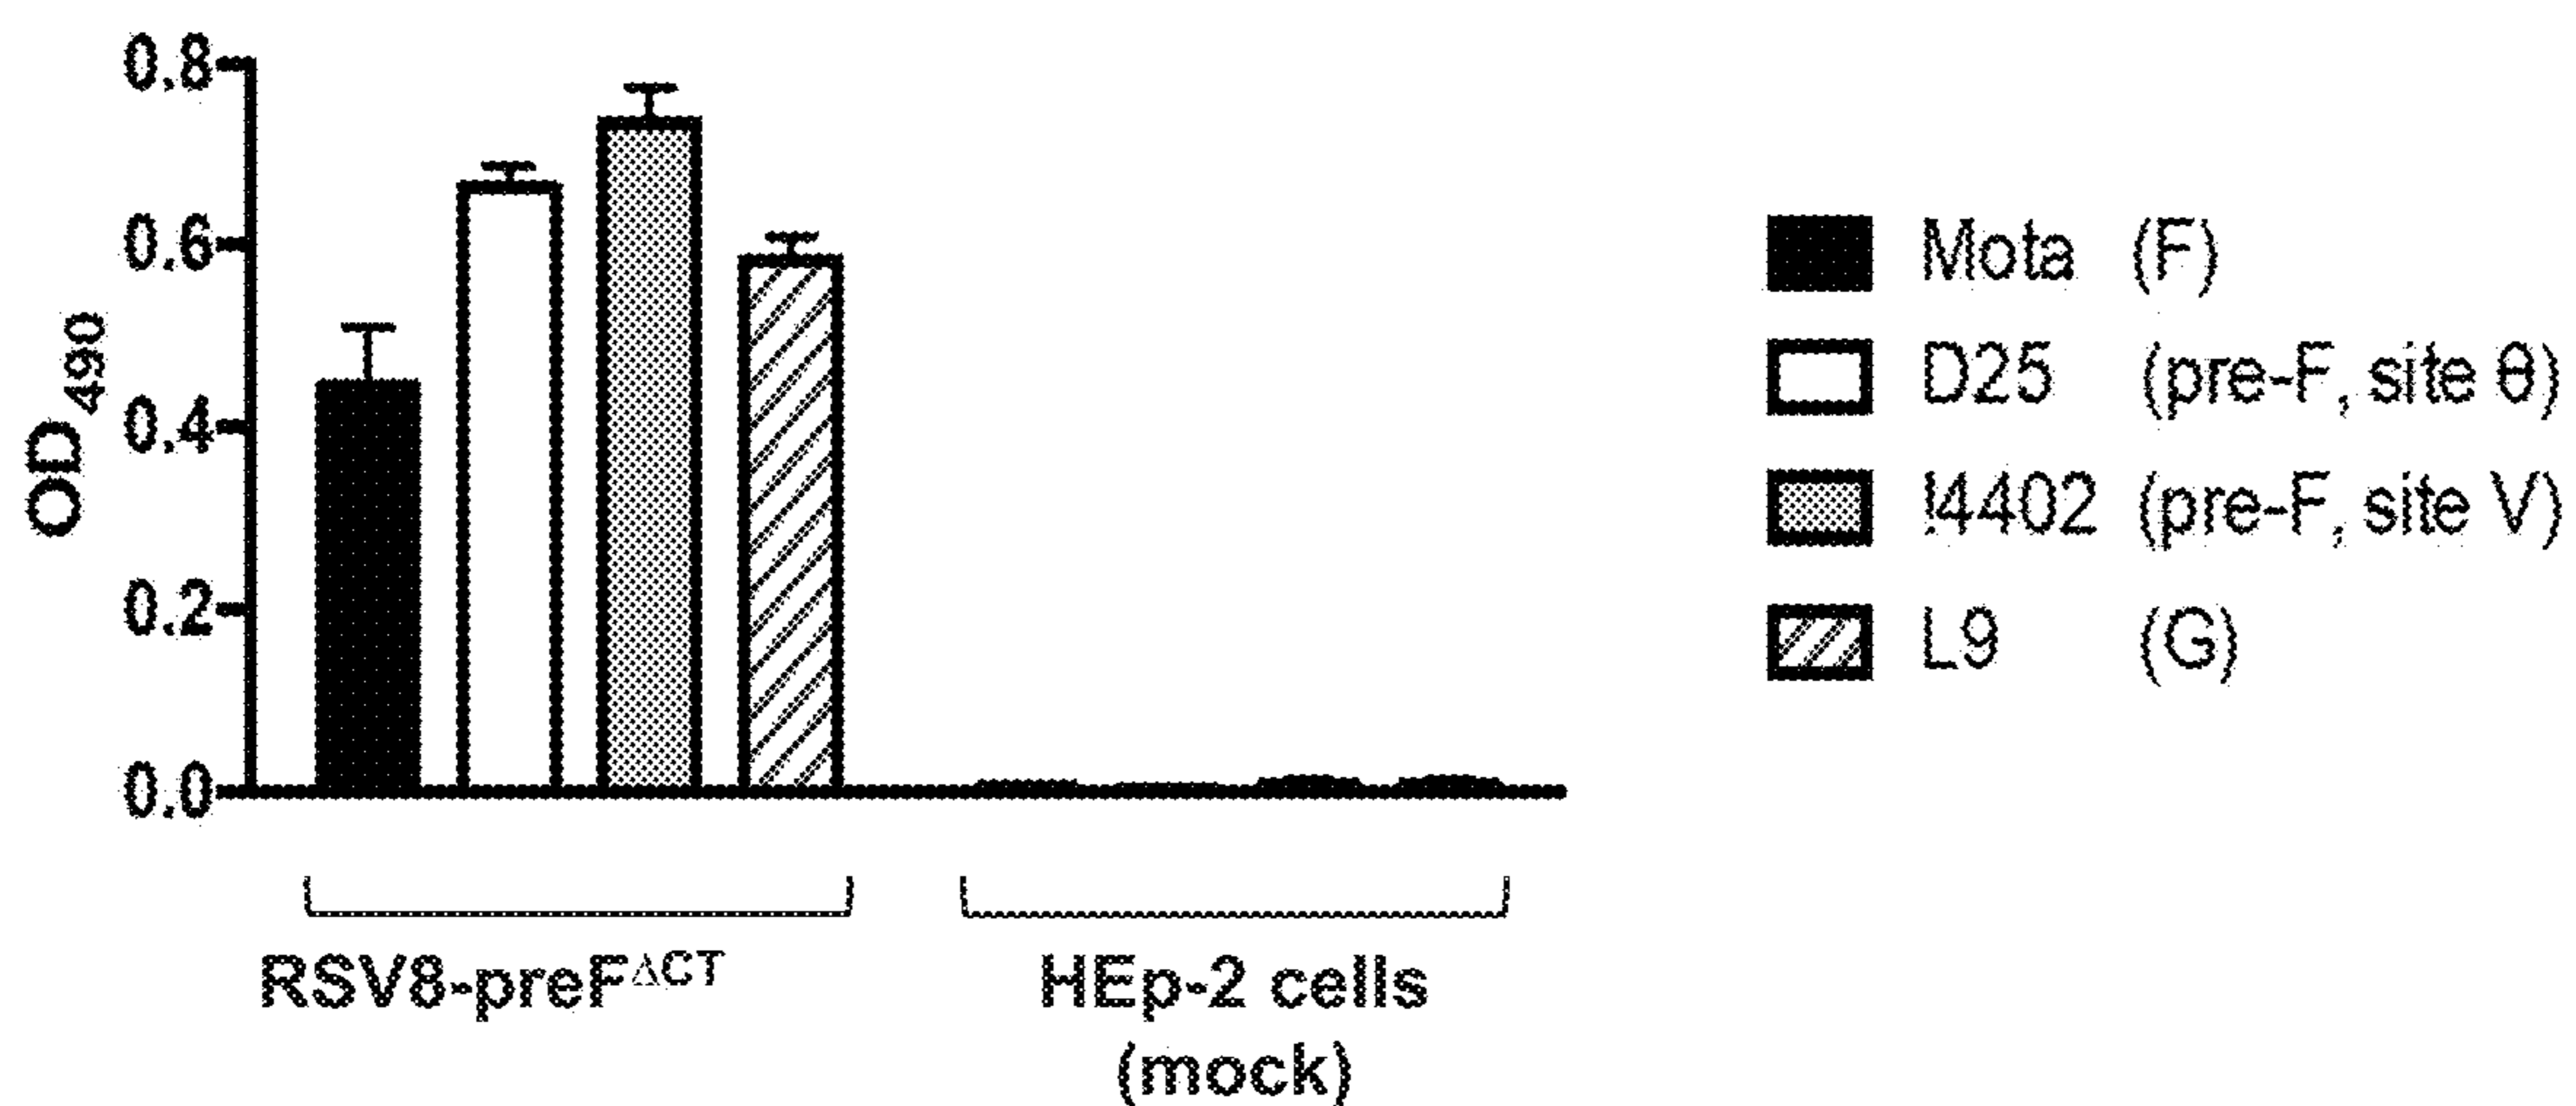 0.8
0.6
0.4
0.2
0.0
OD490
Mota (F)
D25 (pre-F, site θ)
!4402 (pre-F, site V)
L9 (G)
RSV8-preFΔCT
HEp-2 cells
(mock)